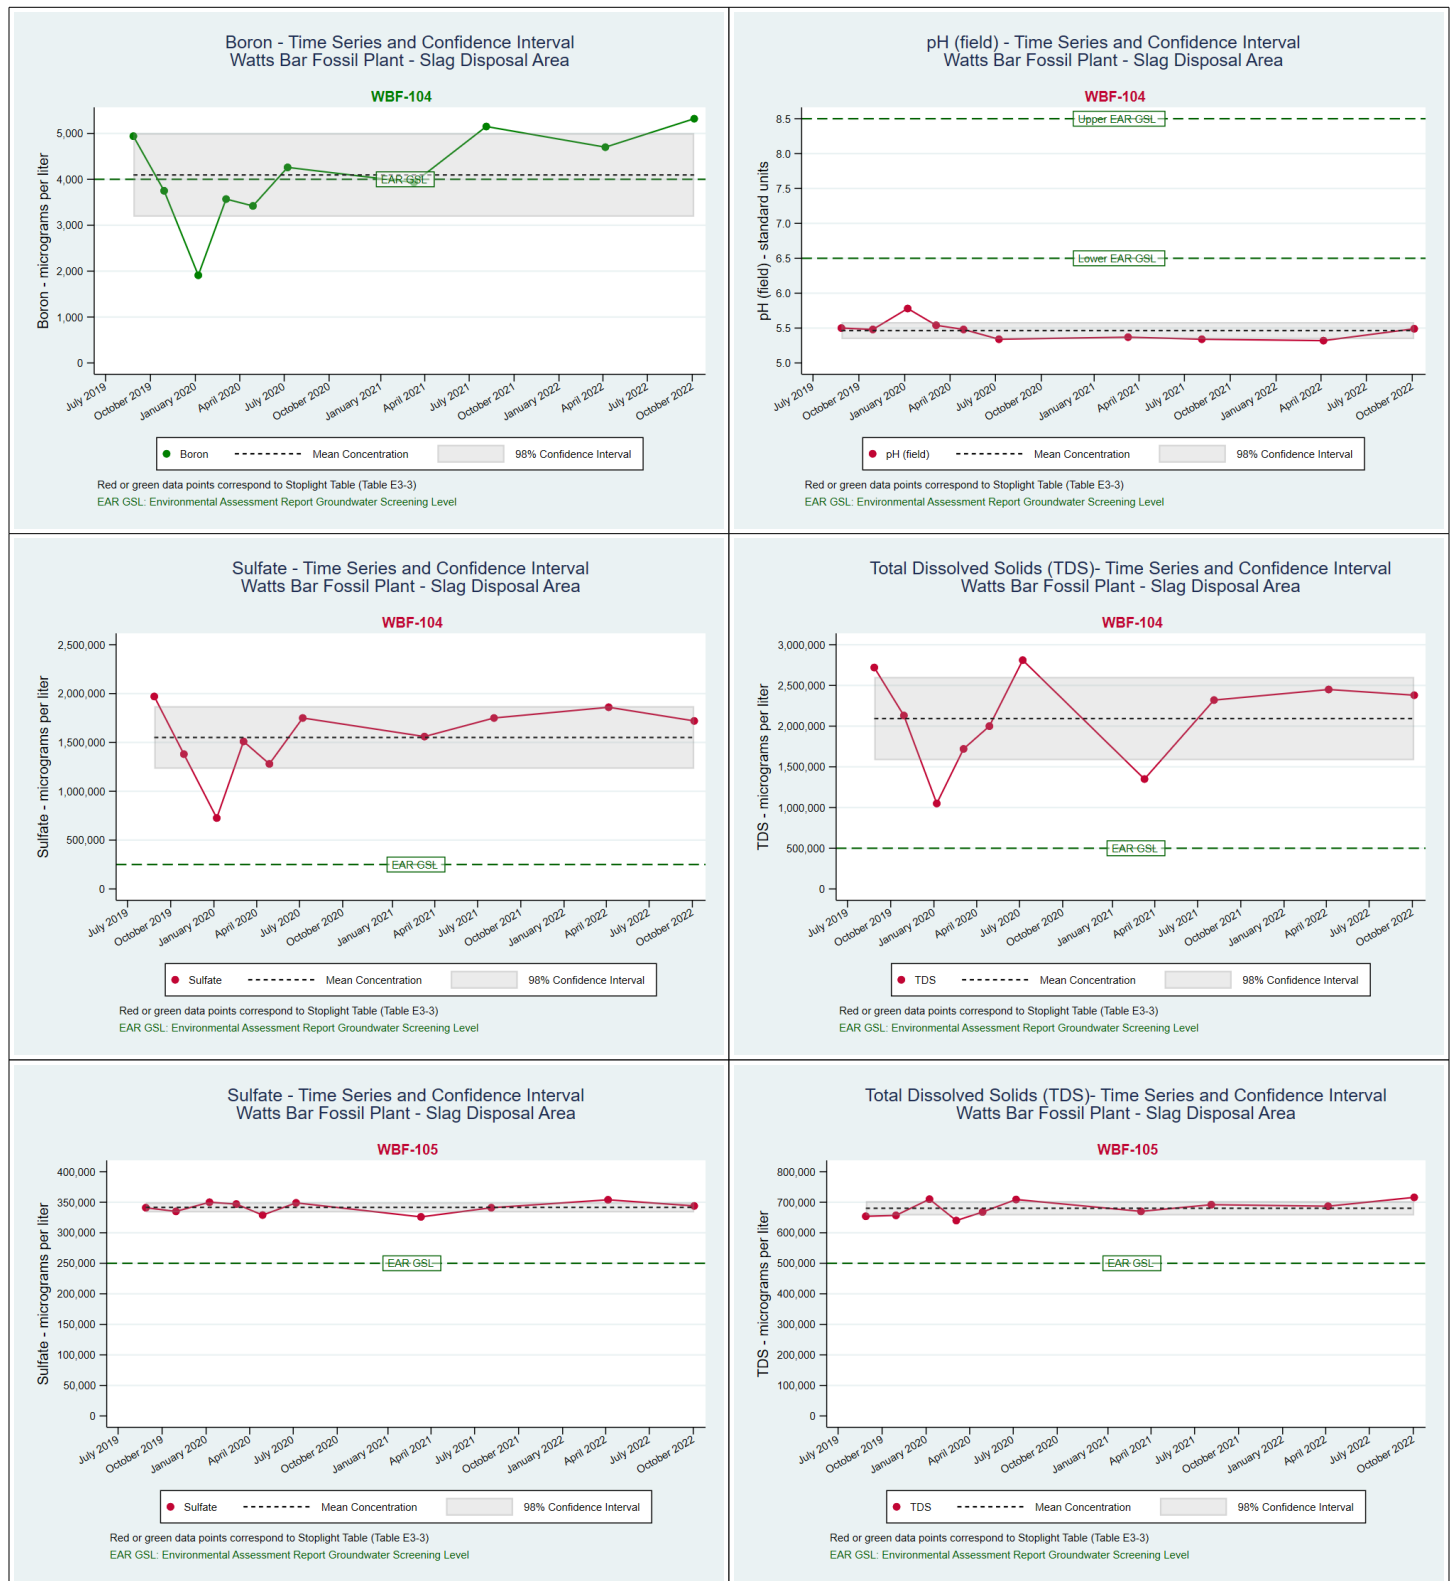 Boron - Time Series and Confidence Interval
Watts Bar Fossil Plant - Slag Disposal Area
WBF-104
Boron - micrograms per liter
5,000
4,000
3,000
2,000
1,000
0
EAR GSL
July 2019
October 2019
January 2020
April 2020
July 2020
October 2020
January 2021
April 2021
July 2021
October 2021
January 2022
April 2022
July 2022
October 2022
Boron
Mean Concentration
98% Confidence Interval
Red or green data points correspond to Stoplight Table (Table E3-3)
EAR GSL: Environmental Assessment Report Groundwater Screening Level
pH (field) - Time Series and Confidence Interval
Watts Bar Fossil Plant - Slag Disposal Area
WBF-104
pH (field) - standard units
8.5
8.0
7.5
7.0
6.5
6.0
5.5
5.0
Upper EAR GSL
Lower EAR GSL
July 2019
October 2019
January 2020
April 2020
July 2020
October 2020
January 2021
April 2021
July 2021
October 2021
January 2022
April 2022
July 2022
October 2022
pH (field)
Mean Concentration
98% Confidence Interval
Red or green data points correspond to Stoplight Table (Table E3-3)
EAR GSL: Environmental Assessment Report Groundwater Screening Level
Sulfate - Time Series and Confidence Interval
Watts Bar Fossil Plant - Slag Disposal Area
WBF-104
Sulfate - micrograms per liter
2,500,000
2,000,000
1,500,000
1,000,000
500,000
0
EAR GSL
July 2019
October 2019
January 2020
April 2020
July 2020
October 2020
January 2021
April 2021
July 2021
October 2021
January 2022
April 2022
July 2022
October 2022
Sulfate
Mean Concentration
98% Confidence Interval
Red or green data points correspond to Stoplight Table (Table E3-3)
EAR GSL: Environmental Assessment Report Groundwater Screening Level
Total Dissolved Solids (TDS)- Time Series and Confidence Interval
Watts Bar Fossil Plant - Slag Disposal Area
WBF-104
TDS - micrograms per liter
3,000,000
2,500,000
2,000,000
1,500,000
1,000,000
500,000
0
EAR GSL
July 2019
October 2019
January 2020
April 2020
July 2020
October 2020
January 2021
April 2021
July 2021
October 2021
January 2022
April 2022
July 2022
October 2022
TDS
Mean Concentration
98% Confidence Interval
Red or green data points correspond to Stoplight Table (Table E3-3)
EAR GSL: Environmental Assessment Report Groundwater Screening Level
Sulfate - Time Series and Confidence Interval
Watts Bar Fossil Plant - Slag Disposal Area
WBF-105
Sulfate - micrograms per liter
400,000
350,000
300,000
250,000
200,000
150,000
100,000
50,000
0
EAR GSL
July 2019
October 2019
January 2020
April 2020
July 2020
October 2020
January 2021
April 2021
July 2021
October 2021
January 2022
April 2022
July 2022
October 2022
Sulfate
Mean Concentration
98% Confidence Interval
Red or green data points correspond to Stoplight Table (Table E3-3)
EAR GSL: Environmental Assessment Report Groundwater Screening Level
Total Dissolved Solids (TDS)- Time Series and Confidence Interval
Watts Bar Fossil Plant - Slag Disposal Area
WBF-105
TDS - micrograms per liter
800,000
700,000
600,000
500,000
400,000
300,000
200,000
100,000
0
EAR GSL
July 2019
October 2019
January 2020
April 2020
July 2020
October 2020
January 2021
April 2021
July 2021
October 2021
January 2022
April 2022
July 2022
October 2022
TDS
Mean Concentration
98% Confidence Interval
Red or green data points correspond to Stoplight Table (Table E3-3)
EAR GSL: Environmental Assessment Report Groundwater Screening Level